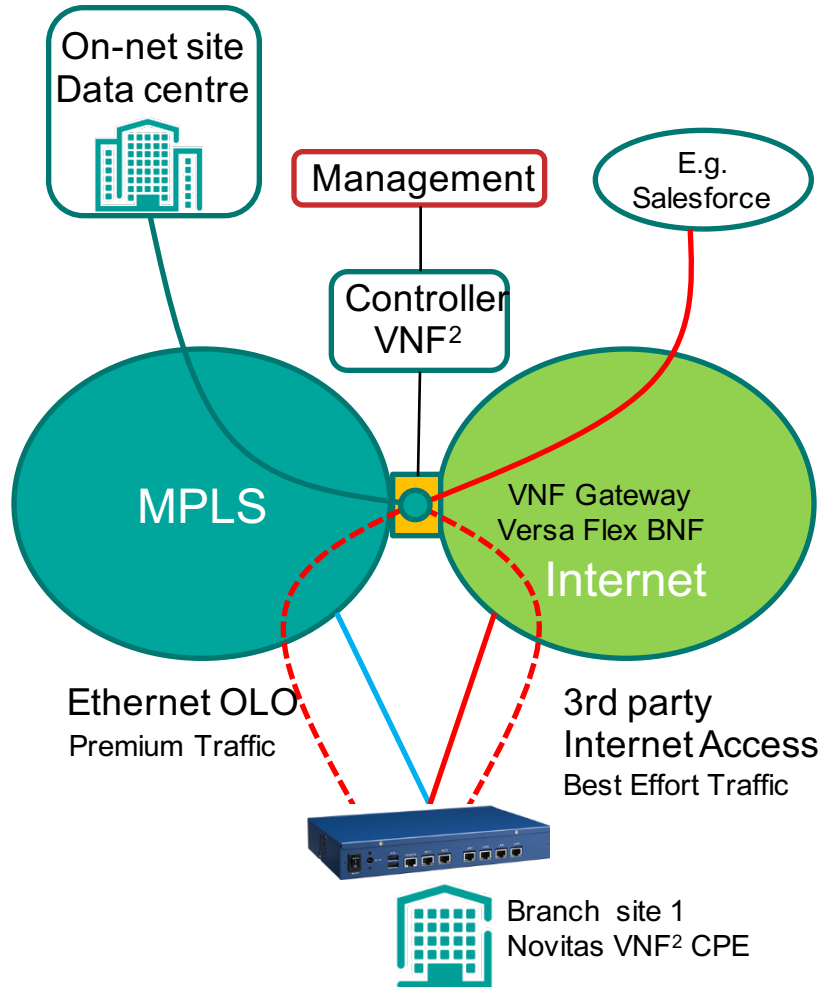 On-net site
Data centre
Management
E.g.
Salesforce
Controller
VNF²
MPLS
VNF Gateway
Versa Flex BNF
Internet
Ethernet OLO
Premium Traffic
3rd party
Internet Access
Best Effort Traffic
Branch site 1
Novitas VNF² CPE